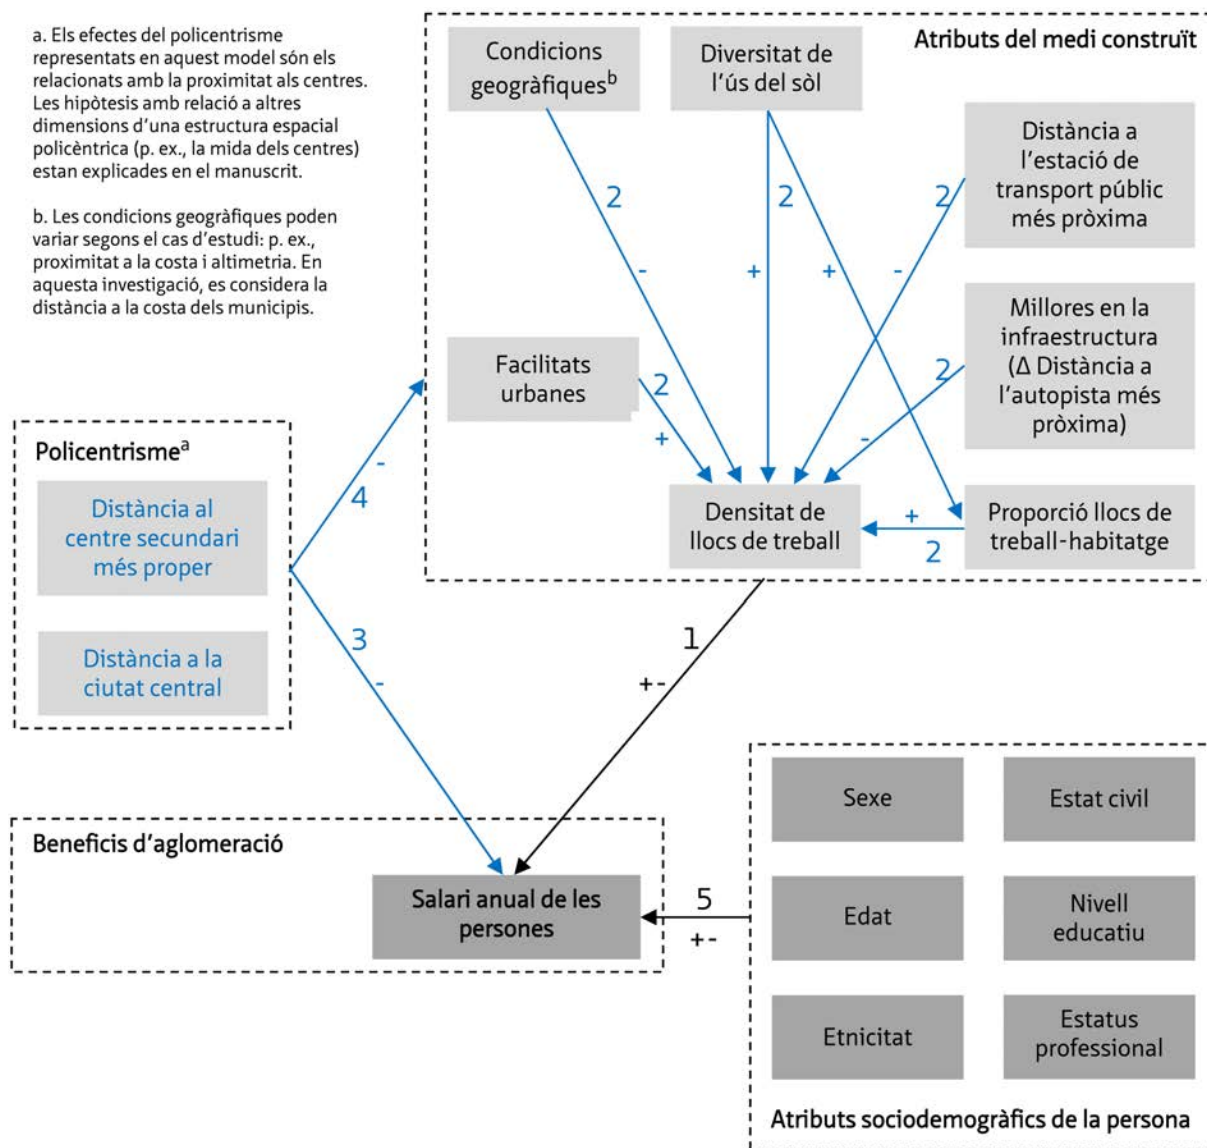 a. Els efectes del policentrisme
representats en aquest model són els
relacionats amb la proximitat als centres.
Les hipòtesis amb relació a altres
dimensions d'una estructura espacial
policèntrica (p. ex., la mida dels centres)
estan explicades en el manuscrit.
b. Les condicions geogràfiques poden
variar segons el cas d'estudi: p. ex.,
proximitat a la costa i altimetria. En
aquesta investigació, es considera la
distància a la costa dels municipis.
Atributs del medi construït
Condicions
geogràfiquesb
Diversitat de
l'ús del sòl
Distància a
l'estació de
transport públic
més pròxima
2
2
2
-
+
+
-
Millores en la
infraestructura
(Δ Distància a
l'autopista més
pròxima)
Facilitats
urbanes
2
+
2
-
Densitat de
llocs de treball
+
2
Proporció llocs de
treball-habitatge
Policentrismea
Distància al
centre secundari
més proper
Distància a la
ciutat central
-
4
3
-
1
+-
Beneficis d'aglomeració
Salari anual de les
persones
5
+-
Sexe
Estat civil
Edat
Nivell
educatiu
Etnicitat
Estatus
professional
Atributs sociodemogràfics de la persona